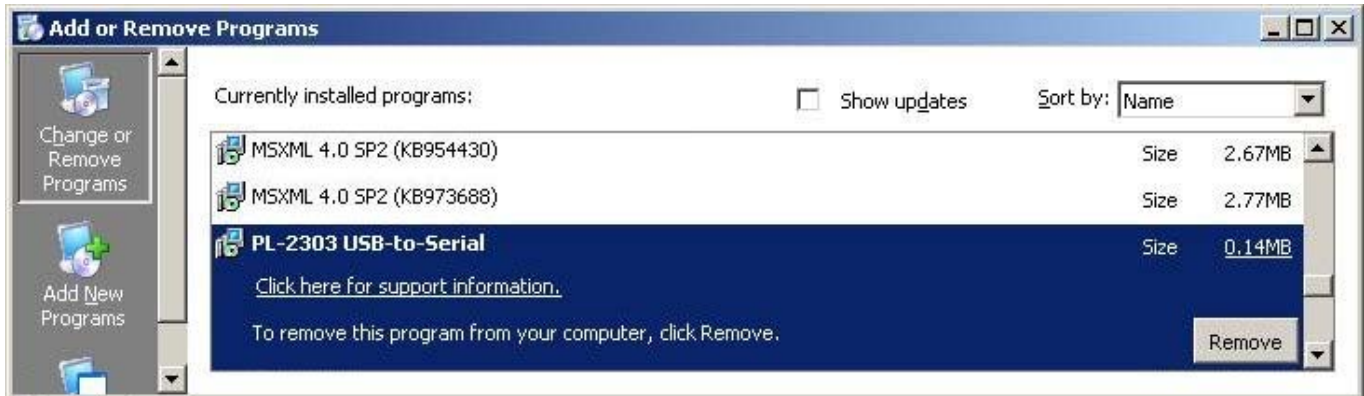 Add or Remove Programs
Change or
Remove
Programs
Add New
Programs
Currently installed programs:
Show updates
Sort by: Name
MSXML 4.0 SP2 (KB954430) Size 2.67MB
MSXML 4.0 SP2 (KB973688) Size 2.77MB
PL-2303 USB-to-Serial Size 0.14MB
Click here for support information.
To remove this program from your computer, click Remove.
Remove